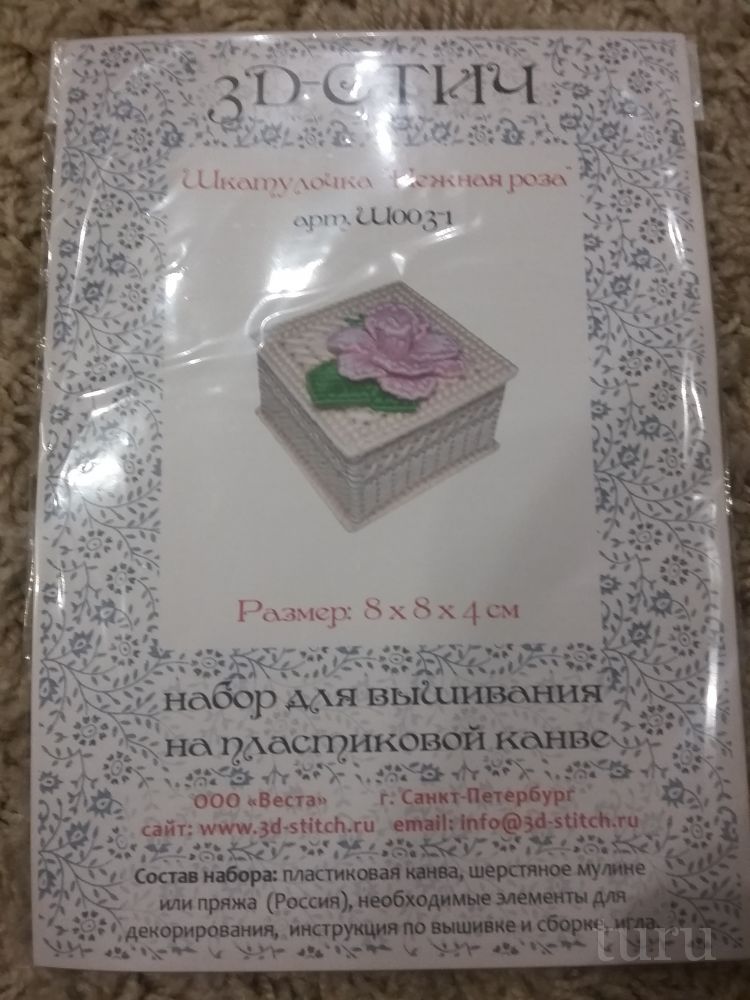 3D-СТИЧ
Шкатулочка "Нежная роза"
арт. Ш003-1
Размер: 8 х 8 х 4 см
набор для вышивания
на пластиковой канве
ООО «Веста» г. Санкт-Петербург
сайт: www.3d-stitch.ru email: info@3d-stitch.ru
Состав набора: пластиковая канва, шерстяное мулине
или пряжа (Россия), необходимые элементы для
декорирования, инструкция по вышивке и сборке, игла.
turu